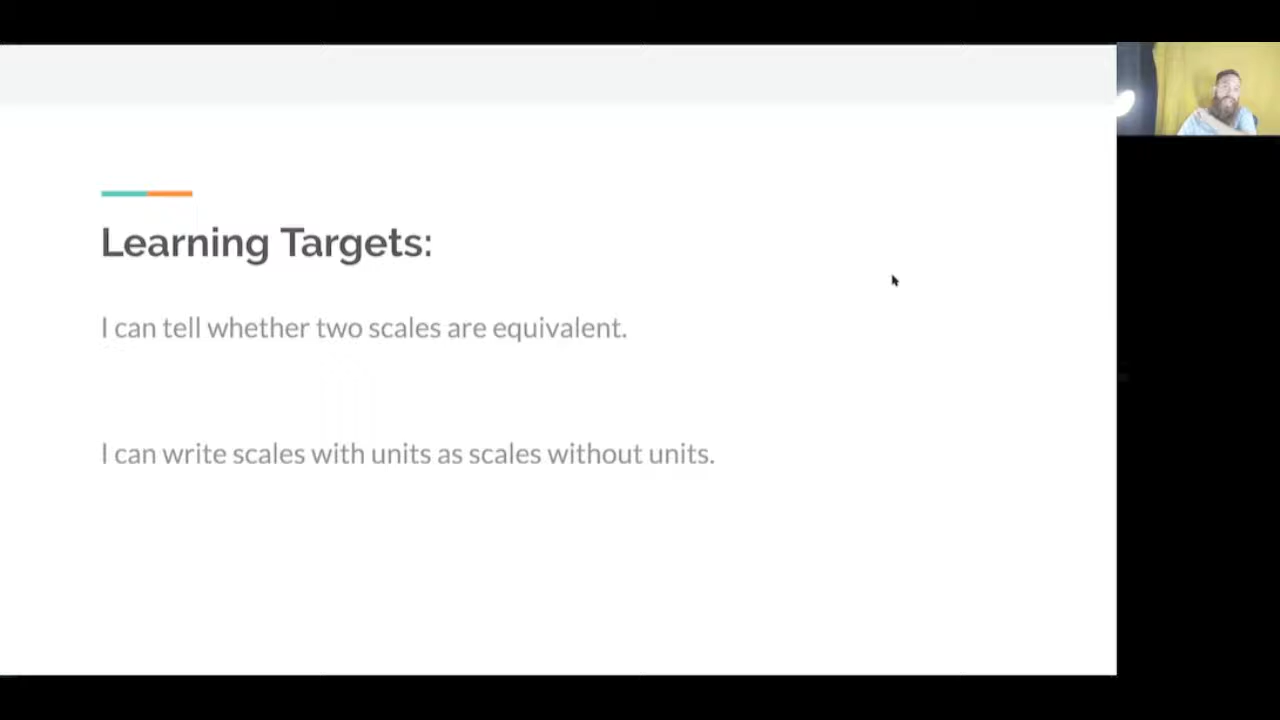 Learning Targets:
I can tell whether two scales are equivalent.
I can write scales with units as scales without units.